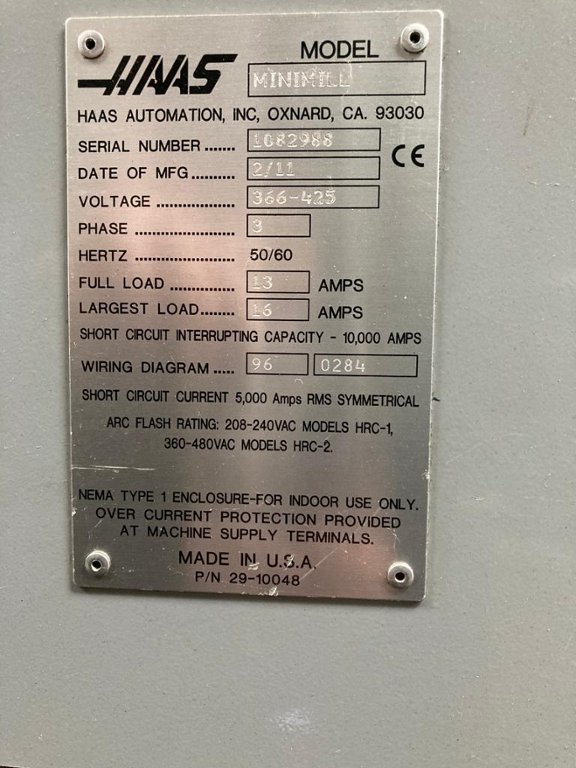 HAAS
MODEL MINIMILL
HAAS AUTOMATION, INC, OXNARD, CA. 93030
SERIAL NUMBER ....... 1082988
CE
DATE OF MFG.......... 2/11
VOLTAGE .................. 366-425
PHASE ..................... 3
HERTZ ..................... 50/60
FULL LOAD .............. 13 AMPS
LARGEST LOAD........ 16 AMPS
SHORT CIRCUIT INTERRUPTING CAPACITY - 10,000 AMPS
WIRING DIAGRAM ..... 96 0284
SHORT CIRCUIT CURRENT 5,000 Amps RMS SYMMETRICAL
ARC FLASH RATING: 208-240VAC MODELS HRC-1,
360-480VAC MODELS HRC-2.
NEMA TYPE 1 ENCLOSURE-FOR INDOOR USE ONLY.
OVER CURRENT PROTECTION PROVIDED
AT MACHINE SUPPLY TERMINALS.
MADE IN U.S.A.
P/N 29-10048